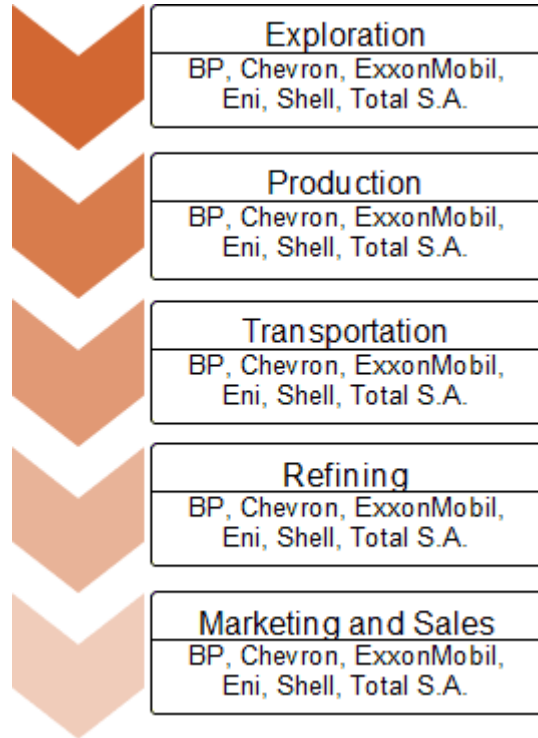 Exploration
BP, Chevron, ExxonMobil,
Eni, Shell, Total S.A.
Production
BP, Chevron, ExxonMobil,
Eni, Shell, Total S.A.
Transportation
BP, Chevron, ExxonMobil,
Eni, Shell, Total S.A.
Refining
BP, Chevron, ExxonMobil,
Eni, Shell, Total S.A.
Marketing and Sales
BP, Chevron, ExxonMobil,
Eni, Shell, Total S.A.